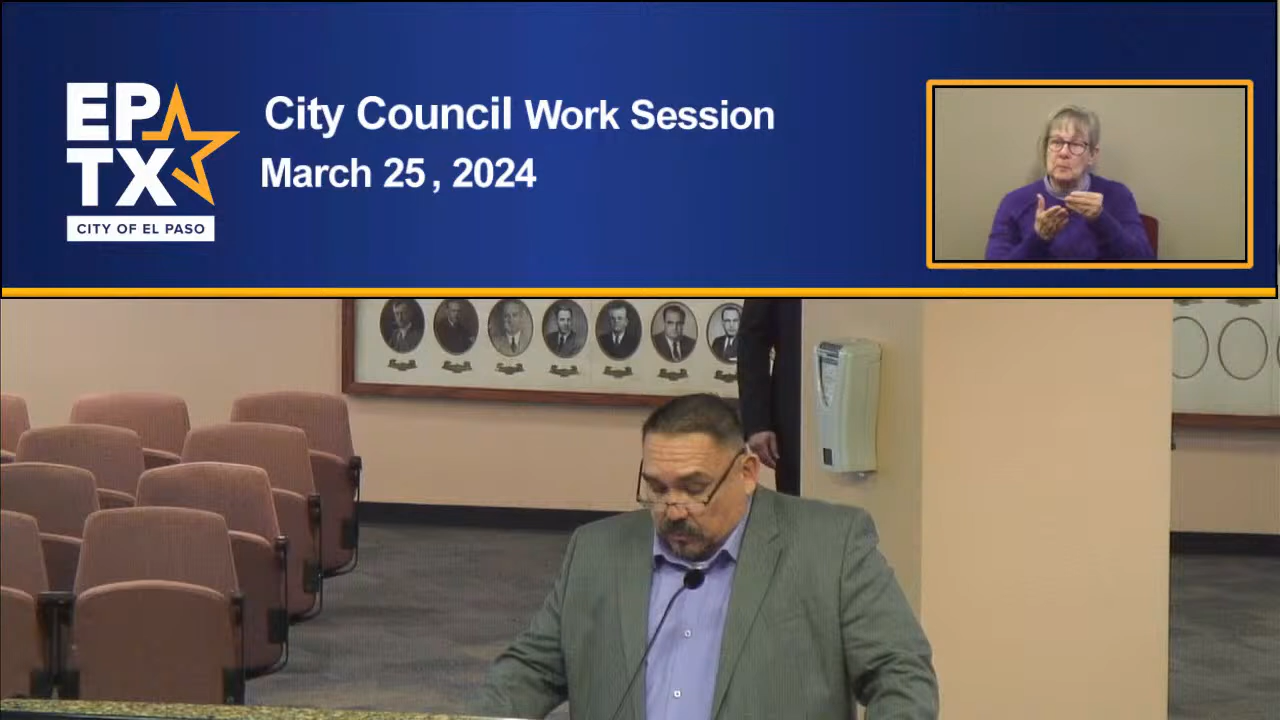 EP
TX
CITY OF EL PASO
City Council Work Session
March 25, 2024